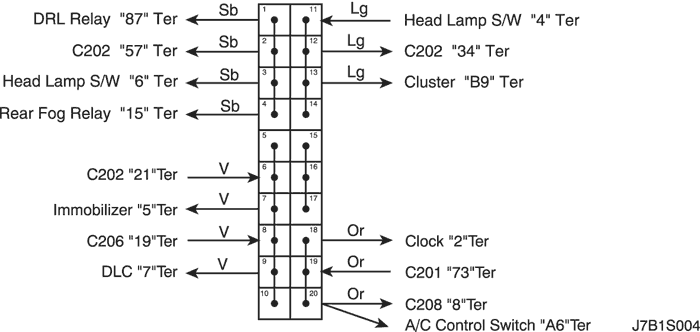 DRL Relay "87" Ter Sb 1 11 Lg Head Lamp S/W "4" Ter
C202 "57" Ter Sb 2 12 Lg C202 "34" Ter
Head Lamp S/W "6" Ter Sb 3 13 Lg Cluster "B9" Ter
Rear Fog Relay "15" Ter Sb 4 14
5 15
C202 "21"Ter V 6 16
Immobilizer "5"Ter V 7 17
C206 "19"Ter V 8 18 Or Clock "2"Ter
DLC "7"Ter V 9 19 Or C201 "73"Ter
10 20 Or C208 "8"Ter
A/C Control Switch "A6"Ter J7B1S004